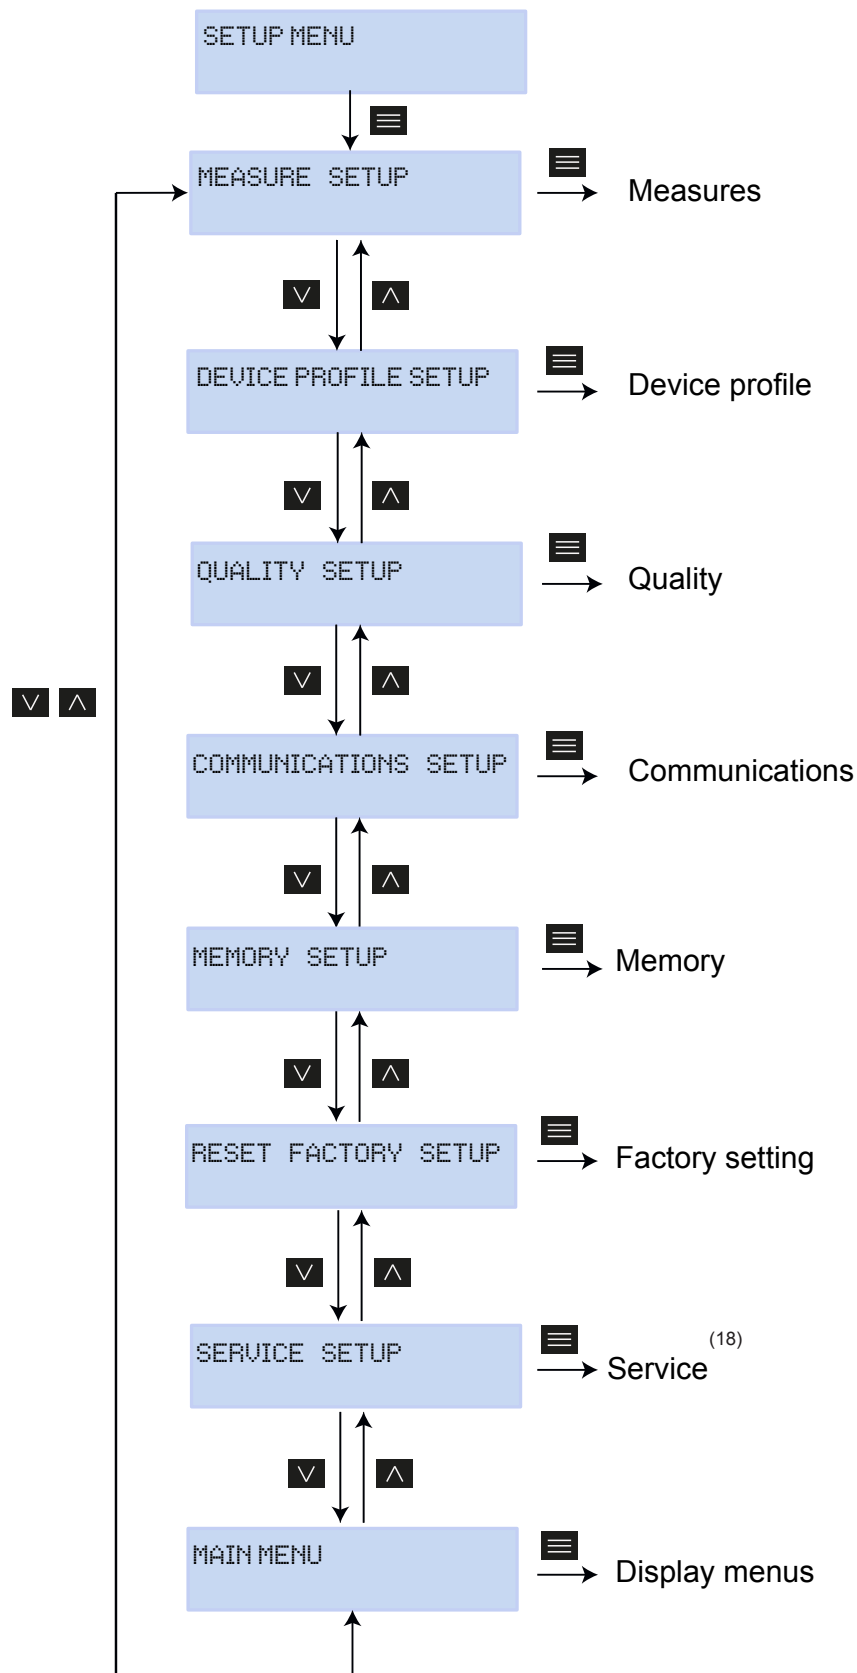 SETUP MENU
MEASURE SETUP
Measures
DEVICE PROFILE SETUP
Device profile
QUALITY SETUP
Quality
COMMUNICATIONS SETUP
Communications
MEMORY SETUP
Memory
RESET FACTORY SETUP
Factory setting
SERVICE SETUP
Service (18)
MAIN MENU
Display menus